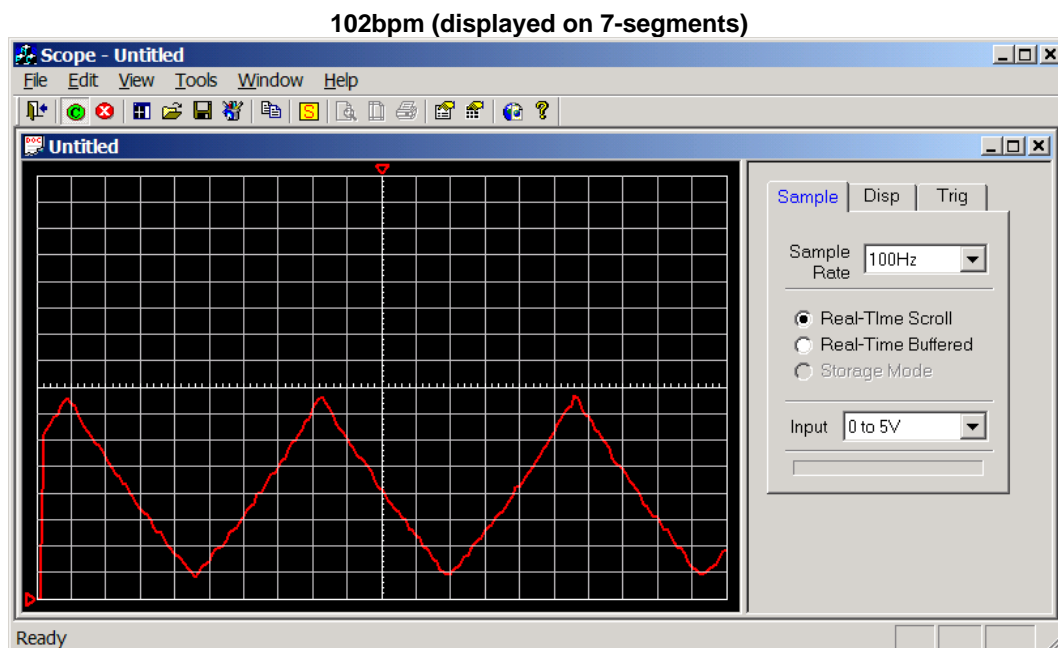 102bpm (displayed on 7-segments)
Scope - Untitled
File Edit View Tools Window Help
Untitled
Sample Disp Trig
Sample Rate 100Hz
Real-TIme Scroll
Real-Time Buffered
Storage Mode
Input 0 to 5V
Ready